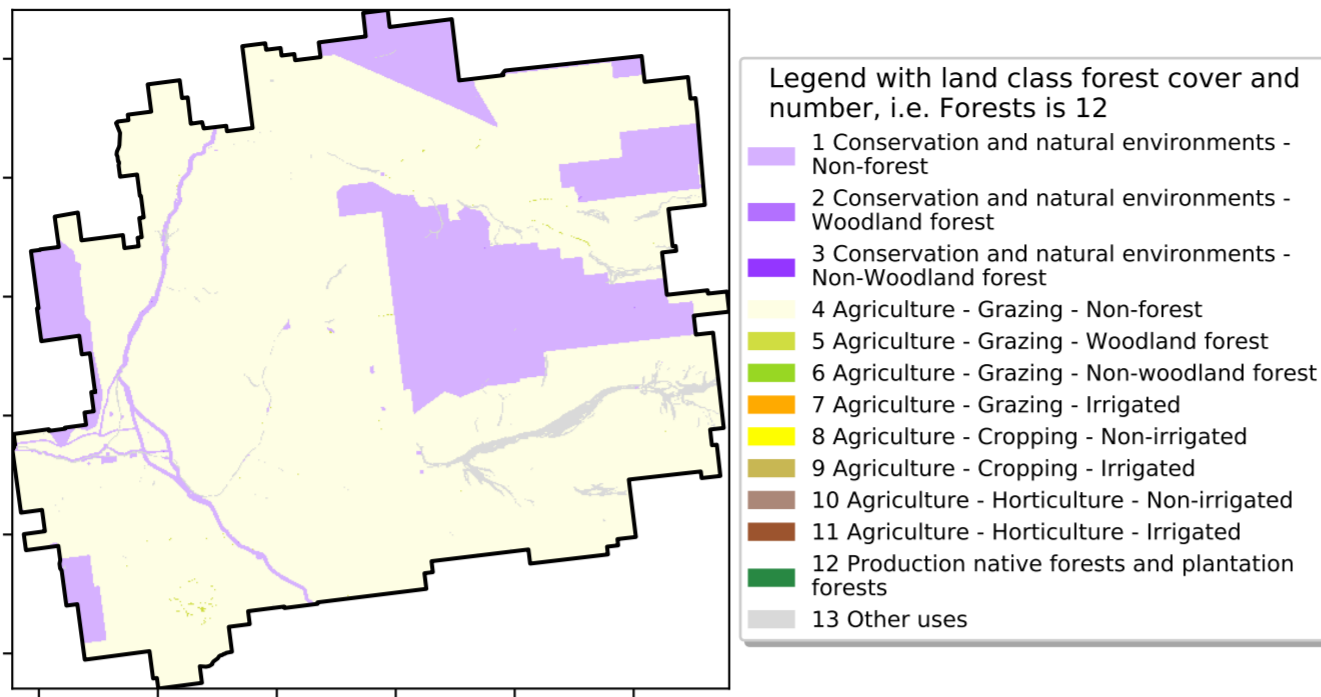 Legend with land class forest cover and
number, i.e. Forests is 12
1 Conservation and natural environments -
Non-forest
2 Conservation and natural environments -
Woodland forest
3 Conservation and natural environments -
Non-Woodland forest
4 Agriculture - Grazing - Non-forest
5 Agriculture - Grazing - Woodland forest
6 Agriculture - Grazing - Non-woodland forest
7 Agriculture - Grazing - Irrigated
8 Agriculture - Cropping - Non-irrigated
9 Agriculture - Cropping - Irrigated
10 Agriculture - Horticulture - Non-irrigated
11 Agriculture - Horticulture - Irrigated
12 Production native forests and plantation
forests
13 Other uses